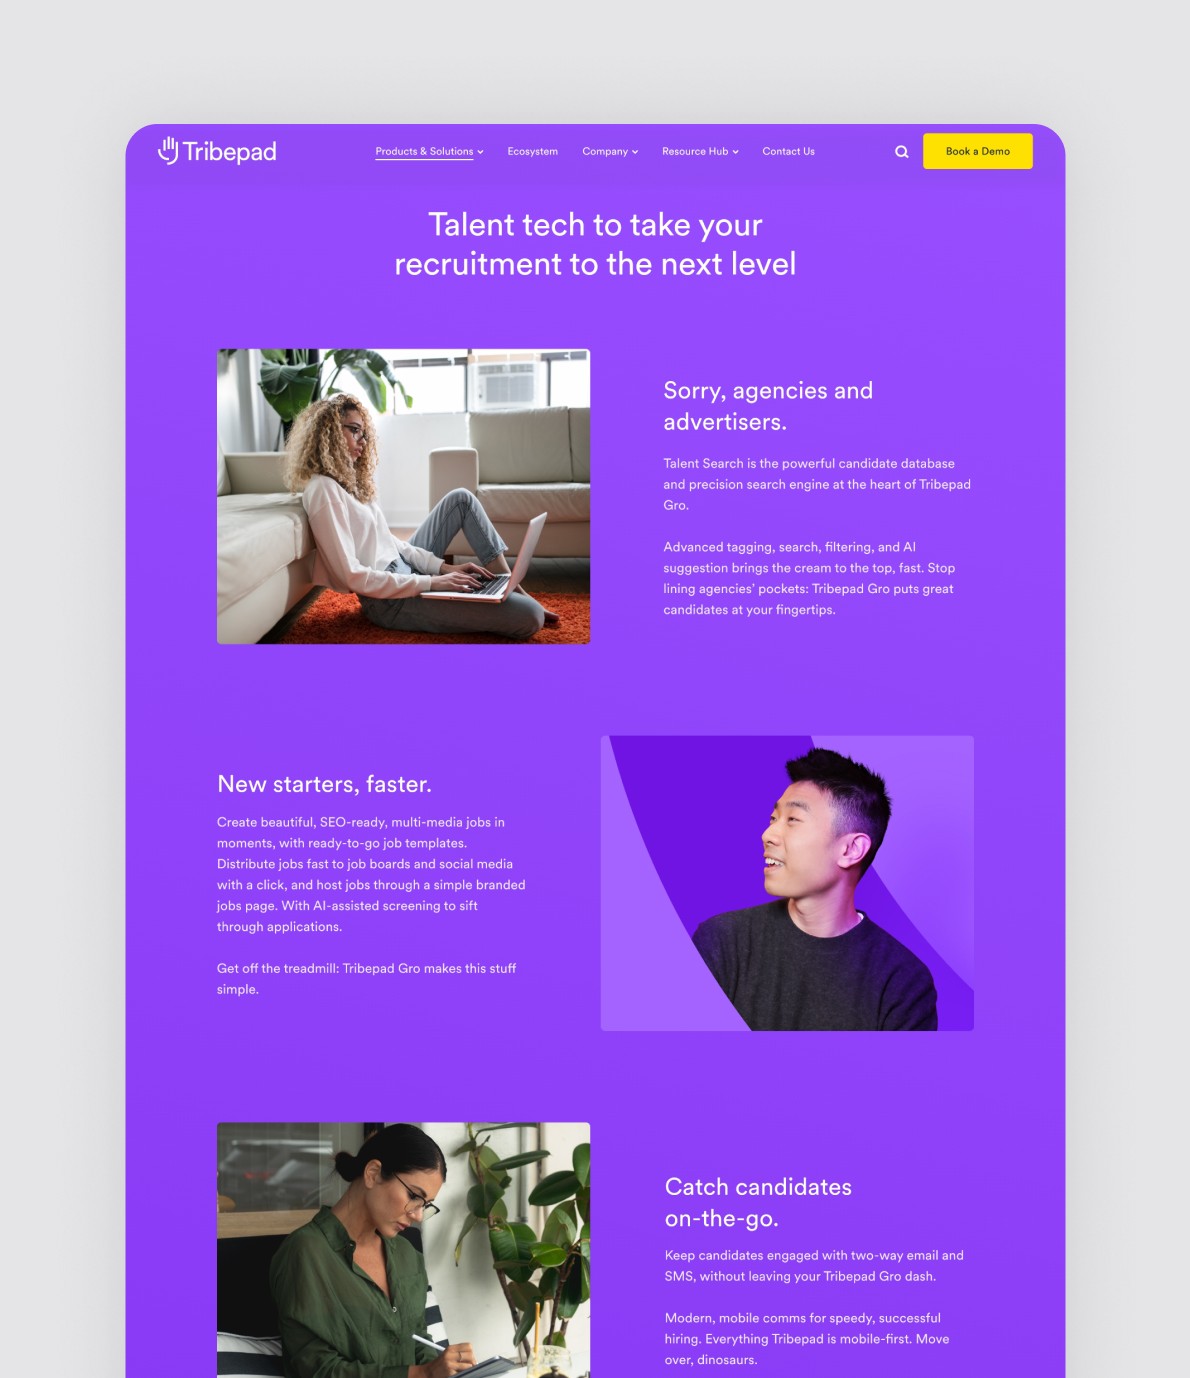 Tribepad
Products & Solutions
Ecosystem
Company
Resource Hub
Contact Us
Book a Demo
Talent tech to take your
recruitment to the next level
Sorry, agencies and
advertisers.
Talent Search is the powerful candidate database
and precision search engine at the heart of Tribepad
Gro.
Advanced tagging, search, filtering, and AI
suggestion brings the cream to the top, fast. Stop
lining agencies’ pockets: Tribepad Gro puts great
candidates at your fingertips.
New starters, faster.
Create beautiful, SEO-ready, multi-media jobs in
moments, with ready-to-go job templates.
Distribute jobs fast to job boards and social media
with a click, and host jobs through a simple branded
jobs page. With AI-assisted screening to sift
through applications.
Get off the treadmill: Tribepad Gro makes this stuff
simple.
Catch candidates
on-the-go.
Keep candidates engaged with two-way email and
SMS, without leaving your Tribepad Gro dash.
Modern, mobile comms for speedy, successful
hiring. Everything Tribepad is mobile-first. Move
over, dinosaurs.